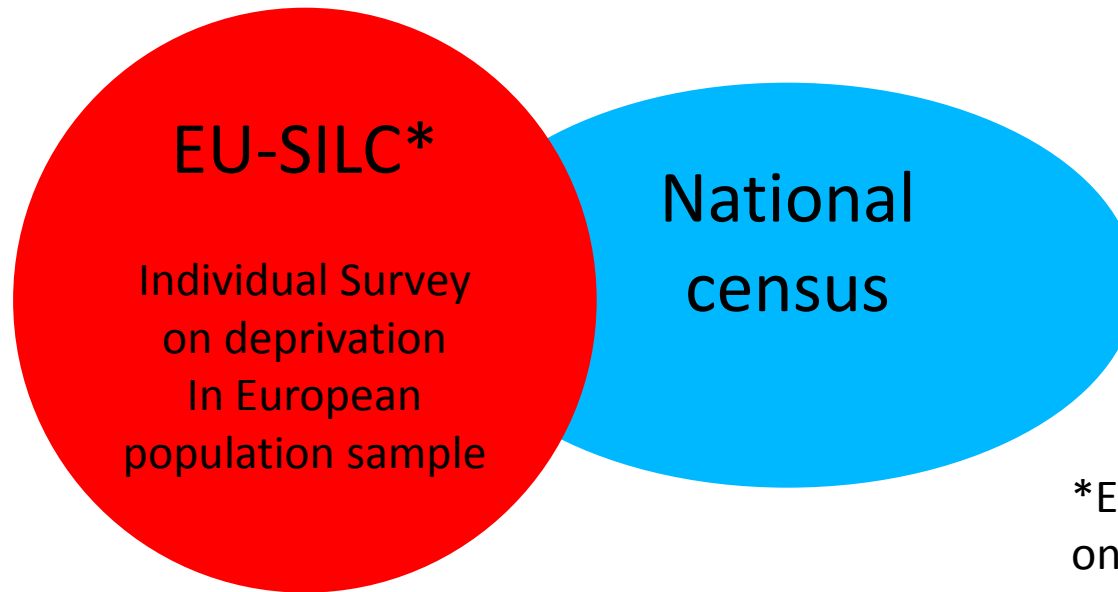 EU-SILC*
Individual Survey
on deprivation
In European
population sample
National
census
*E
on